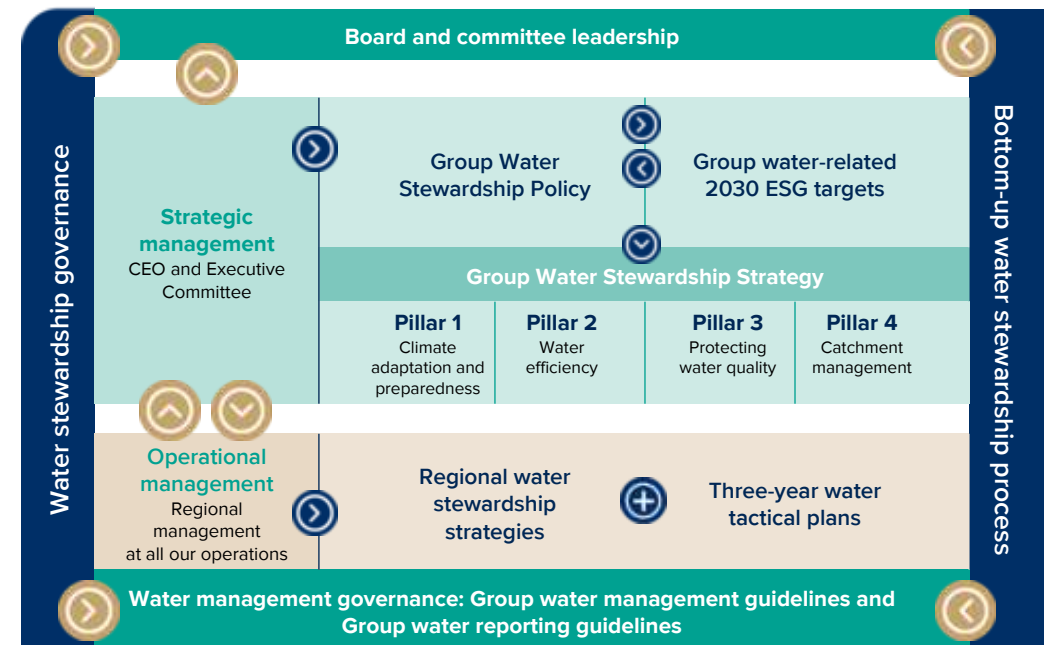 Board and committee leadership
Water stewardship governance
Strategic
management
CEO and Executive
Committee
Group Water
Stewardship Policy
Group water-related
2030 ESG targets
Group Water Stewardship Strategy
Pillar 1
Climate
adaptation and
preparedness
Pillar 2
Water
efficiency
Pillar 3
Protecting
water quality
Pillar 4
Catchment
management
Operational
management
Regional
management
at all our operations
Regional water
stewardship
strategies
Three-year water
tactical plans
Bottom-up water stewardship process
Water management governance: Group water management guidelines and
Group water reporting guidelines